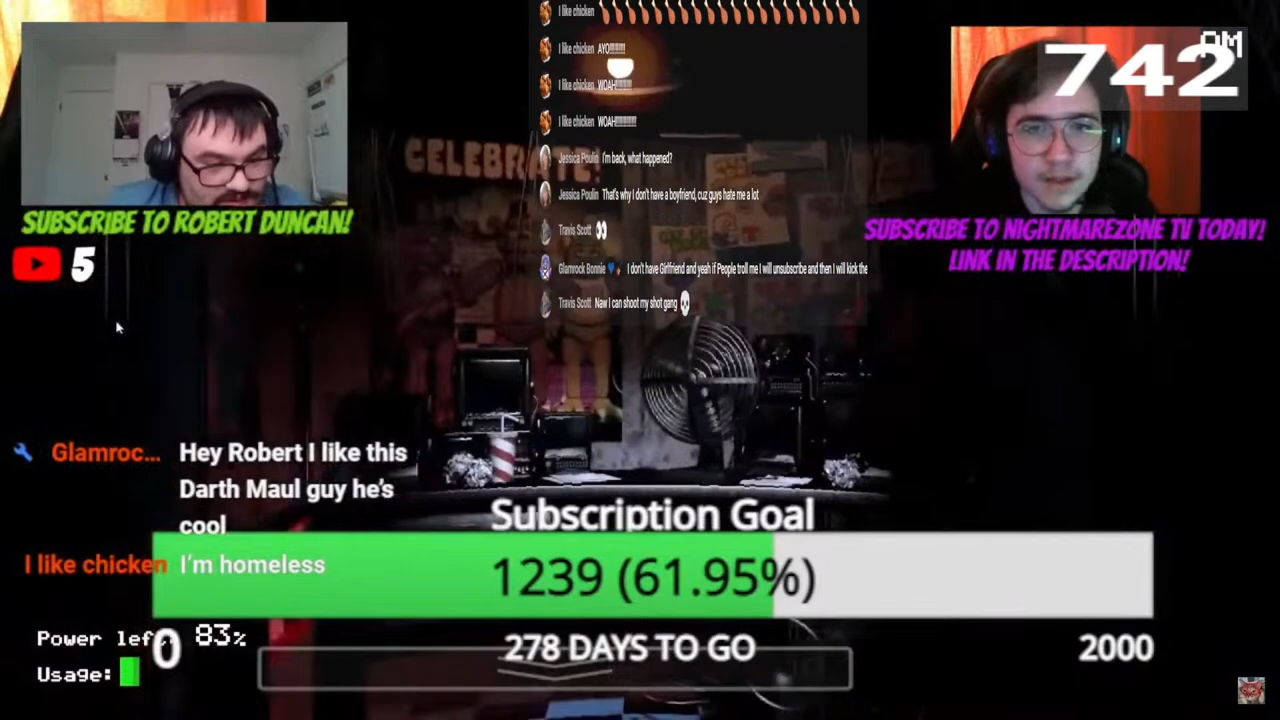 I like chicken
I like chicken AYO!!!!!!!!!
I like chicken WOAH!!!!!!!!!!
I like chicken WOAH!!!!!!!!!!!!
Jessica Poulin I'm back, what happened?
Jessica Poulin That's why I don't have a boyfriend, cuz guys hate me a lot
Travis Scott 👀
Glamrock Bonnie I don't have Girlfriend and yeah if People troll me I will unsubscribe and then I will kick the
Travis Scott Naw I can shoot my shot gang 💀
AM
742
CELEBRATE!
SUBSCRIBE TO ROBERT DUNCAN!
5
SUBSCRIBE TO NIGHTMAREZONE TV TODAY!
LINK IN THE DESCRIPTION!
Glamroc... Hey Robert I like this
Darth Maul guy he's
cool
I like chicken I'm homeless
Subscription Goal
1239 (61.95%)
Power left: 83%
Usage:
0
278 DAYS TO GO
2000